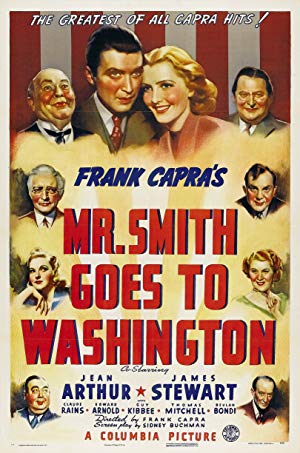 THE GREATEST OF ALL CAPRA HITS!
FRANK CAPRA'S
MR. SMITH
GOES TO
WASHINGTON
Co-Starring
JEAN ARTHUR ★ JAMES STEWART
CLAUDE RAINS EDWARD ARNOLD with GUY KIBBEE THOMAS MITCHELL BEULAH BONDI
Directed by FRANK CAPRA
Screen play by SIDNEY BUCHMAN
A COLUMBIA PICTURE